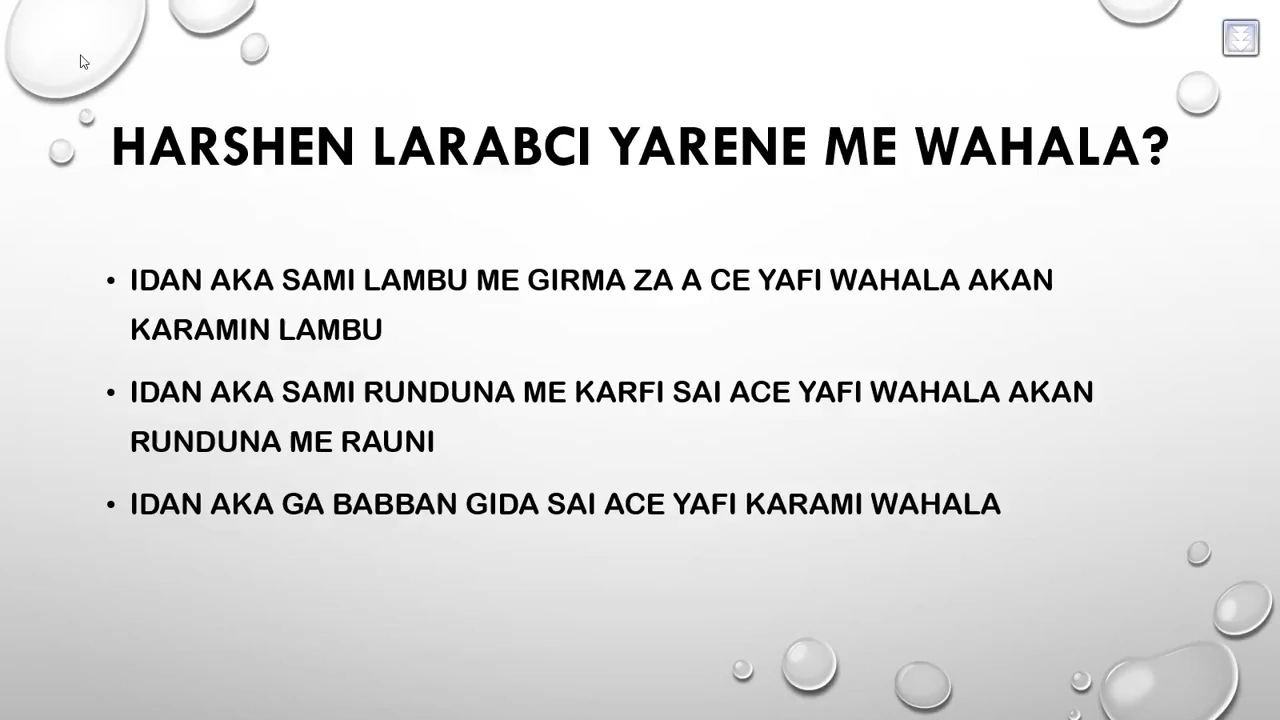 HARSHEN LARABCI YARENE ME WAHALA?
• IDAN AKA SAMI LAMBU ME GIRMA ZA A CE YAFI WAHALA AKAN
KARAMIN LAMBU
• IDAN AKA SAMI RUNDUNA ME KARFI SAI ACE YAFI WAHALA AKAN
RUNDUNA ME RAUNI
• IDAN AKA GA BABBAN GIDA SAI ACE YAFI KARAMI WAHALA